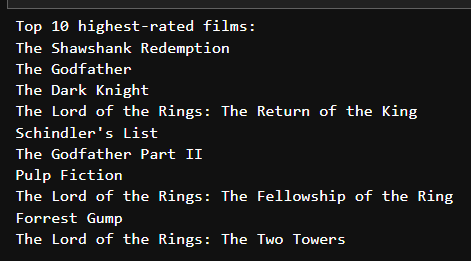 Top 10 highest-rated films:
The Shawshank Redemption
The Godfather
The Dark Knight
The Lord of the Rings: The Return of the King
Schindler's List
The Godfather Part II
Pulp Fiction
The Lord of the Rings: The Fellowship of the Ring
Forrest Gump
The Lord of the Rings: The Two Towers